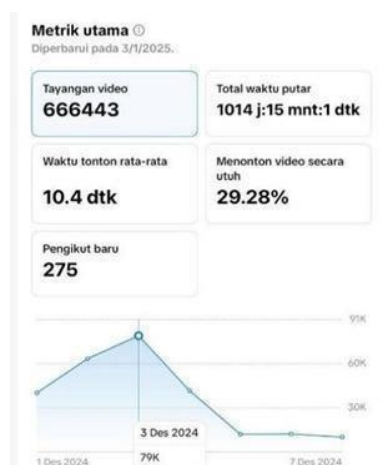 Metrik utama
Diperbarui pada 3/1/2025.
Tayangan video
666443
Total waktu putar
1014 j:15 mnt:1 dtk
Waktu tonton rata-rata
10.4 dtk
Menonton video secara
utuh
29.28%
Pengikut baru
275
91K
60K
30K
3 Des 2024
79K
1 Des 2024
7 Des 2024